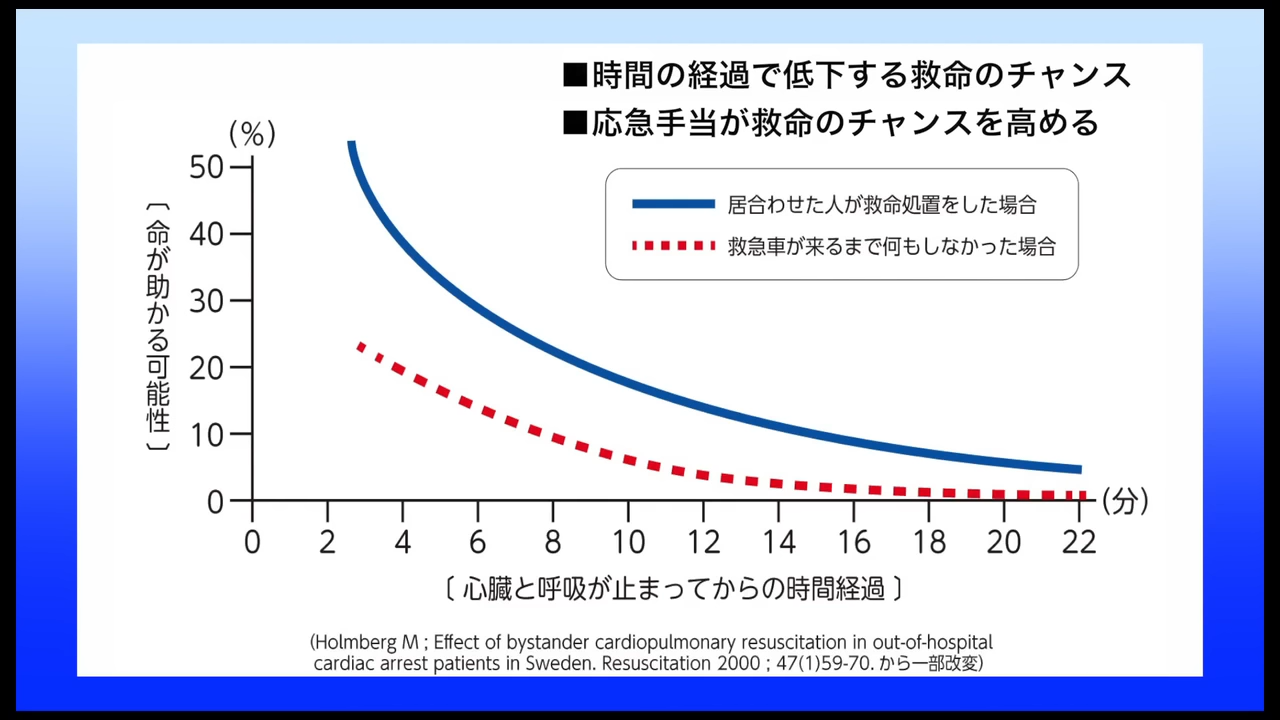 ■時間の経過で低下する救命のチャンス
■応急手当が救命のチャンスを高める
(%)
50
40
30
20
10
0
〔命が助かる可能性〕
居合わせた人が救命処置をした場合
救急車が来るまで何もしなかった場合
0 2 4 6 8 10 12 14 16 18 20 22 (分)
〔 心臓と呼吸が止まってからの時間経過 〕
(Holmberg M ; Effect of bystander cardiopulmonary resuscitation in out-of-hospital
cardiac arrest patients in Sweden. Resuscitation 2000 ; 47(1)59-70. から一部改変)